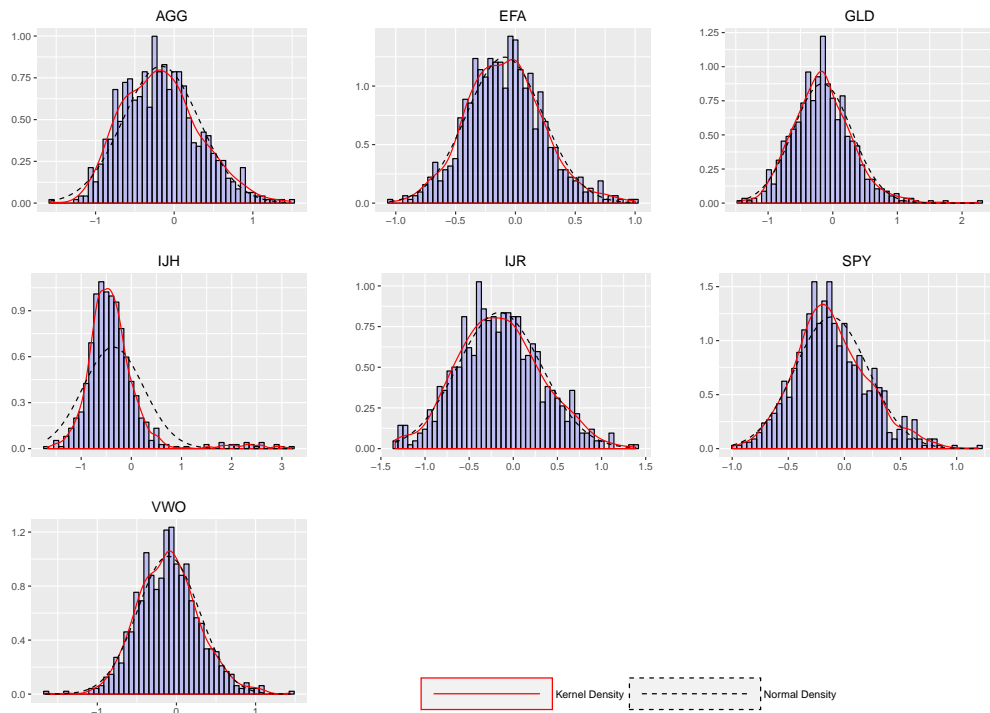 AGG
1.00
0.75
0.50
0.25
0.00
−1 0 1
EFA
1.0
0.5
0.0
−1.0 −0.5 0.0 0.5 1.0
GLD
1.25
1.00
0.75
0.50
0.25
0.00
−1 0 1 2
IJH
0.9
0.6
0.3
0.0
−1 0 1 2 3
IJR
1.00
0.75
0.50
0.25
0.00
−1.5 −1.0 −0.5 0.0 0.5 1.0 1.5
SPY
1.5
1.0
0.5
0.0
−1.0 −0.5 0.0 0.5 1.0
VWO
1.2
0.8
0.4
0.0
−1 0 1
Kernel Density Normal Density